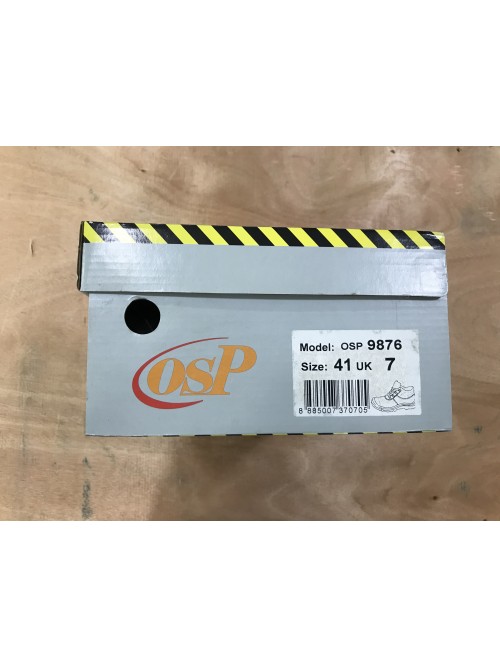 OSP
Model: OSP 9876
Size: 41 UK 7
8 885007 370705